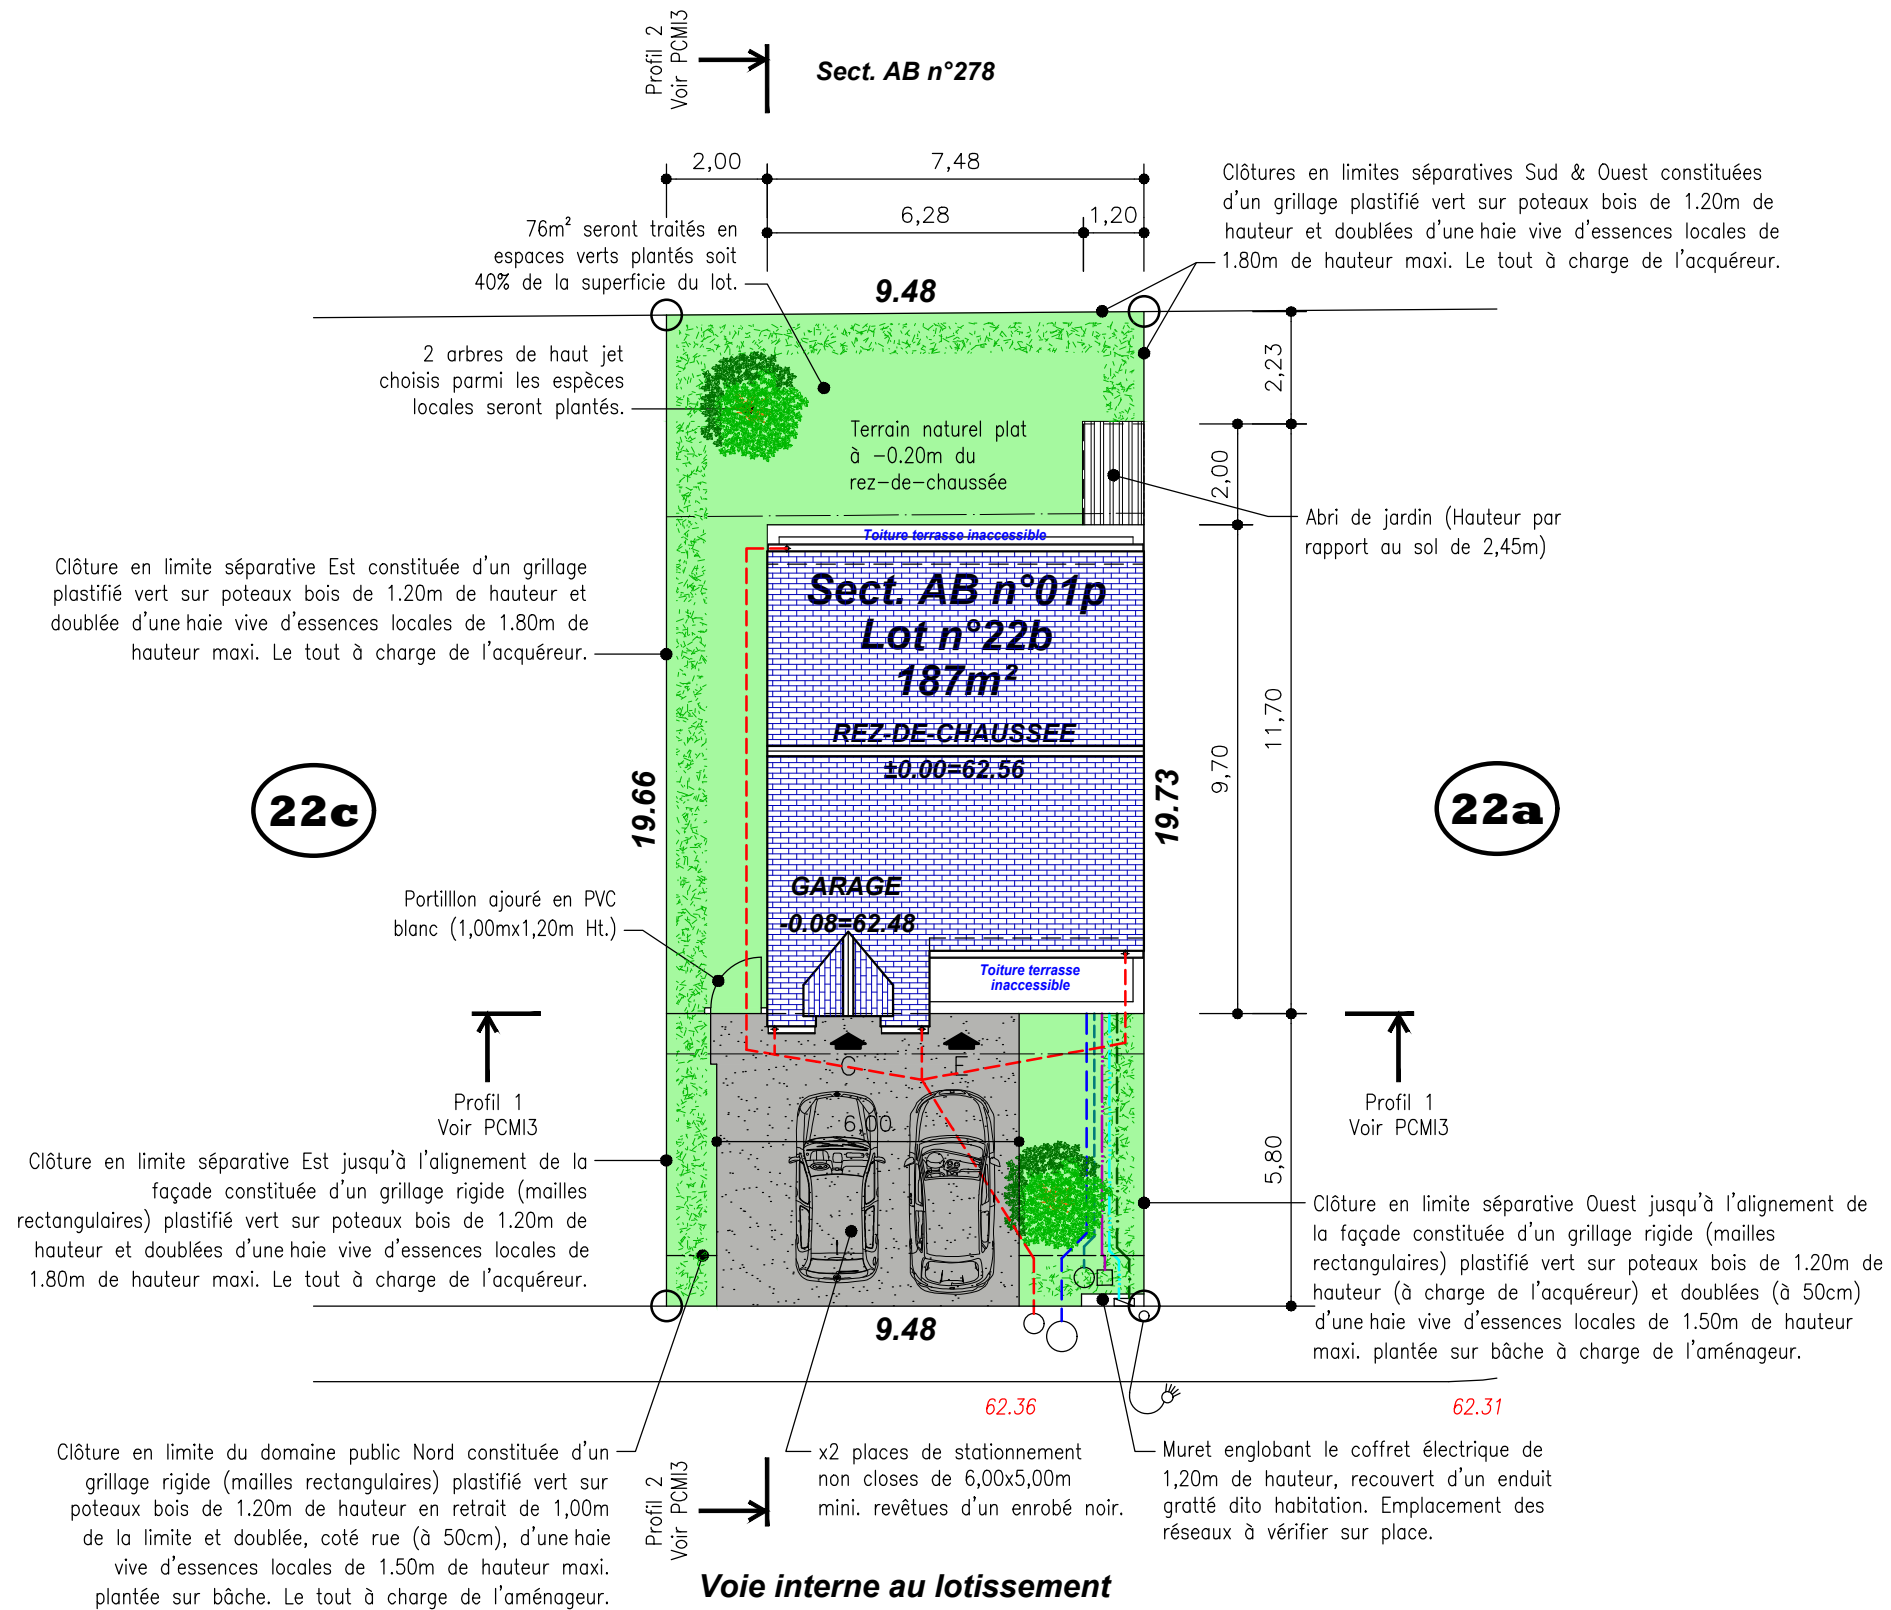 Profil 2
Voir PCMI3
Sect. AB n°278
2,00
7,48
6,28
1,20
Clôtures en limites séparatives Sud & Ouest constituées
d'un grillage plastifié vert sur poteaux bois de 1.20m de
hauteur et doublées d'une haie vive d'essences locales de
1.80m de hauteur maxi. Le tout à charge de l'acquéreur.
76m² seront traités en
espaces verts plantés soit
40% de la superficie du lot.
9.48
2 arbres de haut jet
choisis parmi les espèces
locales seront plantés.
2,23
Terrain naturel plat
à -0.20m du
rez-de-chaussée
2,00
Abri de jardin (Hauteur par
rapport au sol de 2,45m)
Toiture terrasse inaccessible
Clôture en limite séparative Est constituée d'un grillage
plastifié vert sur poteaux bois de 1.20m de hauteur et
doublée d'une haie vive d'essences locales de 1.80m de
hauteur maxi. Le tout à charge de l'acquéreur.
Sect. AB n°01p
Lot n°22b
187m²
REZ-DE-CHAUSSEE
±0.00=62.56
11,70
9,70
22c
19.66
19.73
22a
GARAGE
-0.08=62.48
Portilllon ajouré en PVC
blanc (1,00mx1,20m Ht.)
Toiture terrasse
inaccessible
C
E
Profil 1
Voir PCMI3
Profil 1
Voir PCMI3
6,00
5,80
Clôture en limite séparative Est jusqu'à l'alignement de la
façade constituée d'un grillage rigide (mailles
rectangulaires) plastifié vert sur poteaux bois de 1.20m de
hauteur et doublées d'une haie vive d'essences locales de
1.80m de hauteur maxi. Le tout à charge de l'acquéreur.
Clôture en limite séparative Ouest jusqu'à l'alignement de
la façade constituée d'un grillage rigide (mailles
rectangulaires) plastifié vert sur poteaux bois de 1.20m de
hauteur (à charge de l'acquéreur) et doublées (à 50cm)
d'une haie vive d'essences locales de 1.50m de hauteur
maxi. plantée sur bâche à charge de l'aménageur.
9.48
62.36
62.31
Clôture en limite du domaine public Nord constituée d'un
grillage rigide (mailles rectangulaires) plastifié vert sur
poteaux bois de 1.20m de hauteur en retrait de 1,00m
de la limite et doublée, coté rue (à 50cm), d'une haie
vive d'essences locales de 1.50m de hauteur maxi.
plantée sur bâche. Le tout à charge de l'aménageur.
Profil 2
Voir PCMI3
x2 places de stationnement
non closes de 6,00x5,00m
mini. revêtues d'un enrobé noir.
Muret englobant le coffret électrique de
1,20m de hauteur, recouvert d'un enduit
gratté dito habitation. Emplacement des
réseaux à vérifier sur place.
Voie interne au lotissement